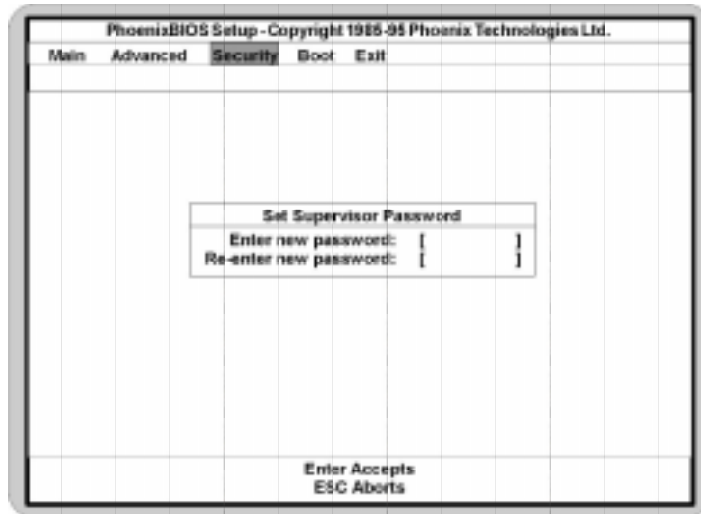 PhoenixBIOS Setup - Copyright 1985-95 Phoenix Technologies Ltd.
Main Advanced Security Boot Exit
Set Supervisor Password
Enter new password: [ ]
Re-enter new password: [ ]
Enter Accepts
ESC Aborts